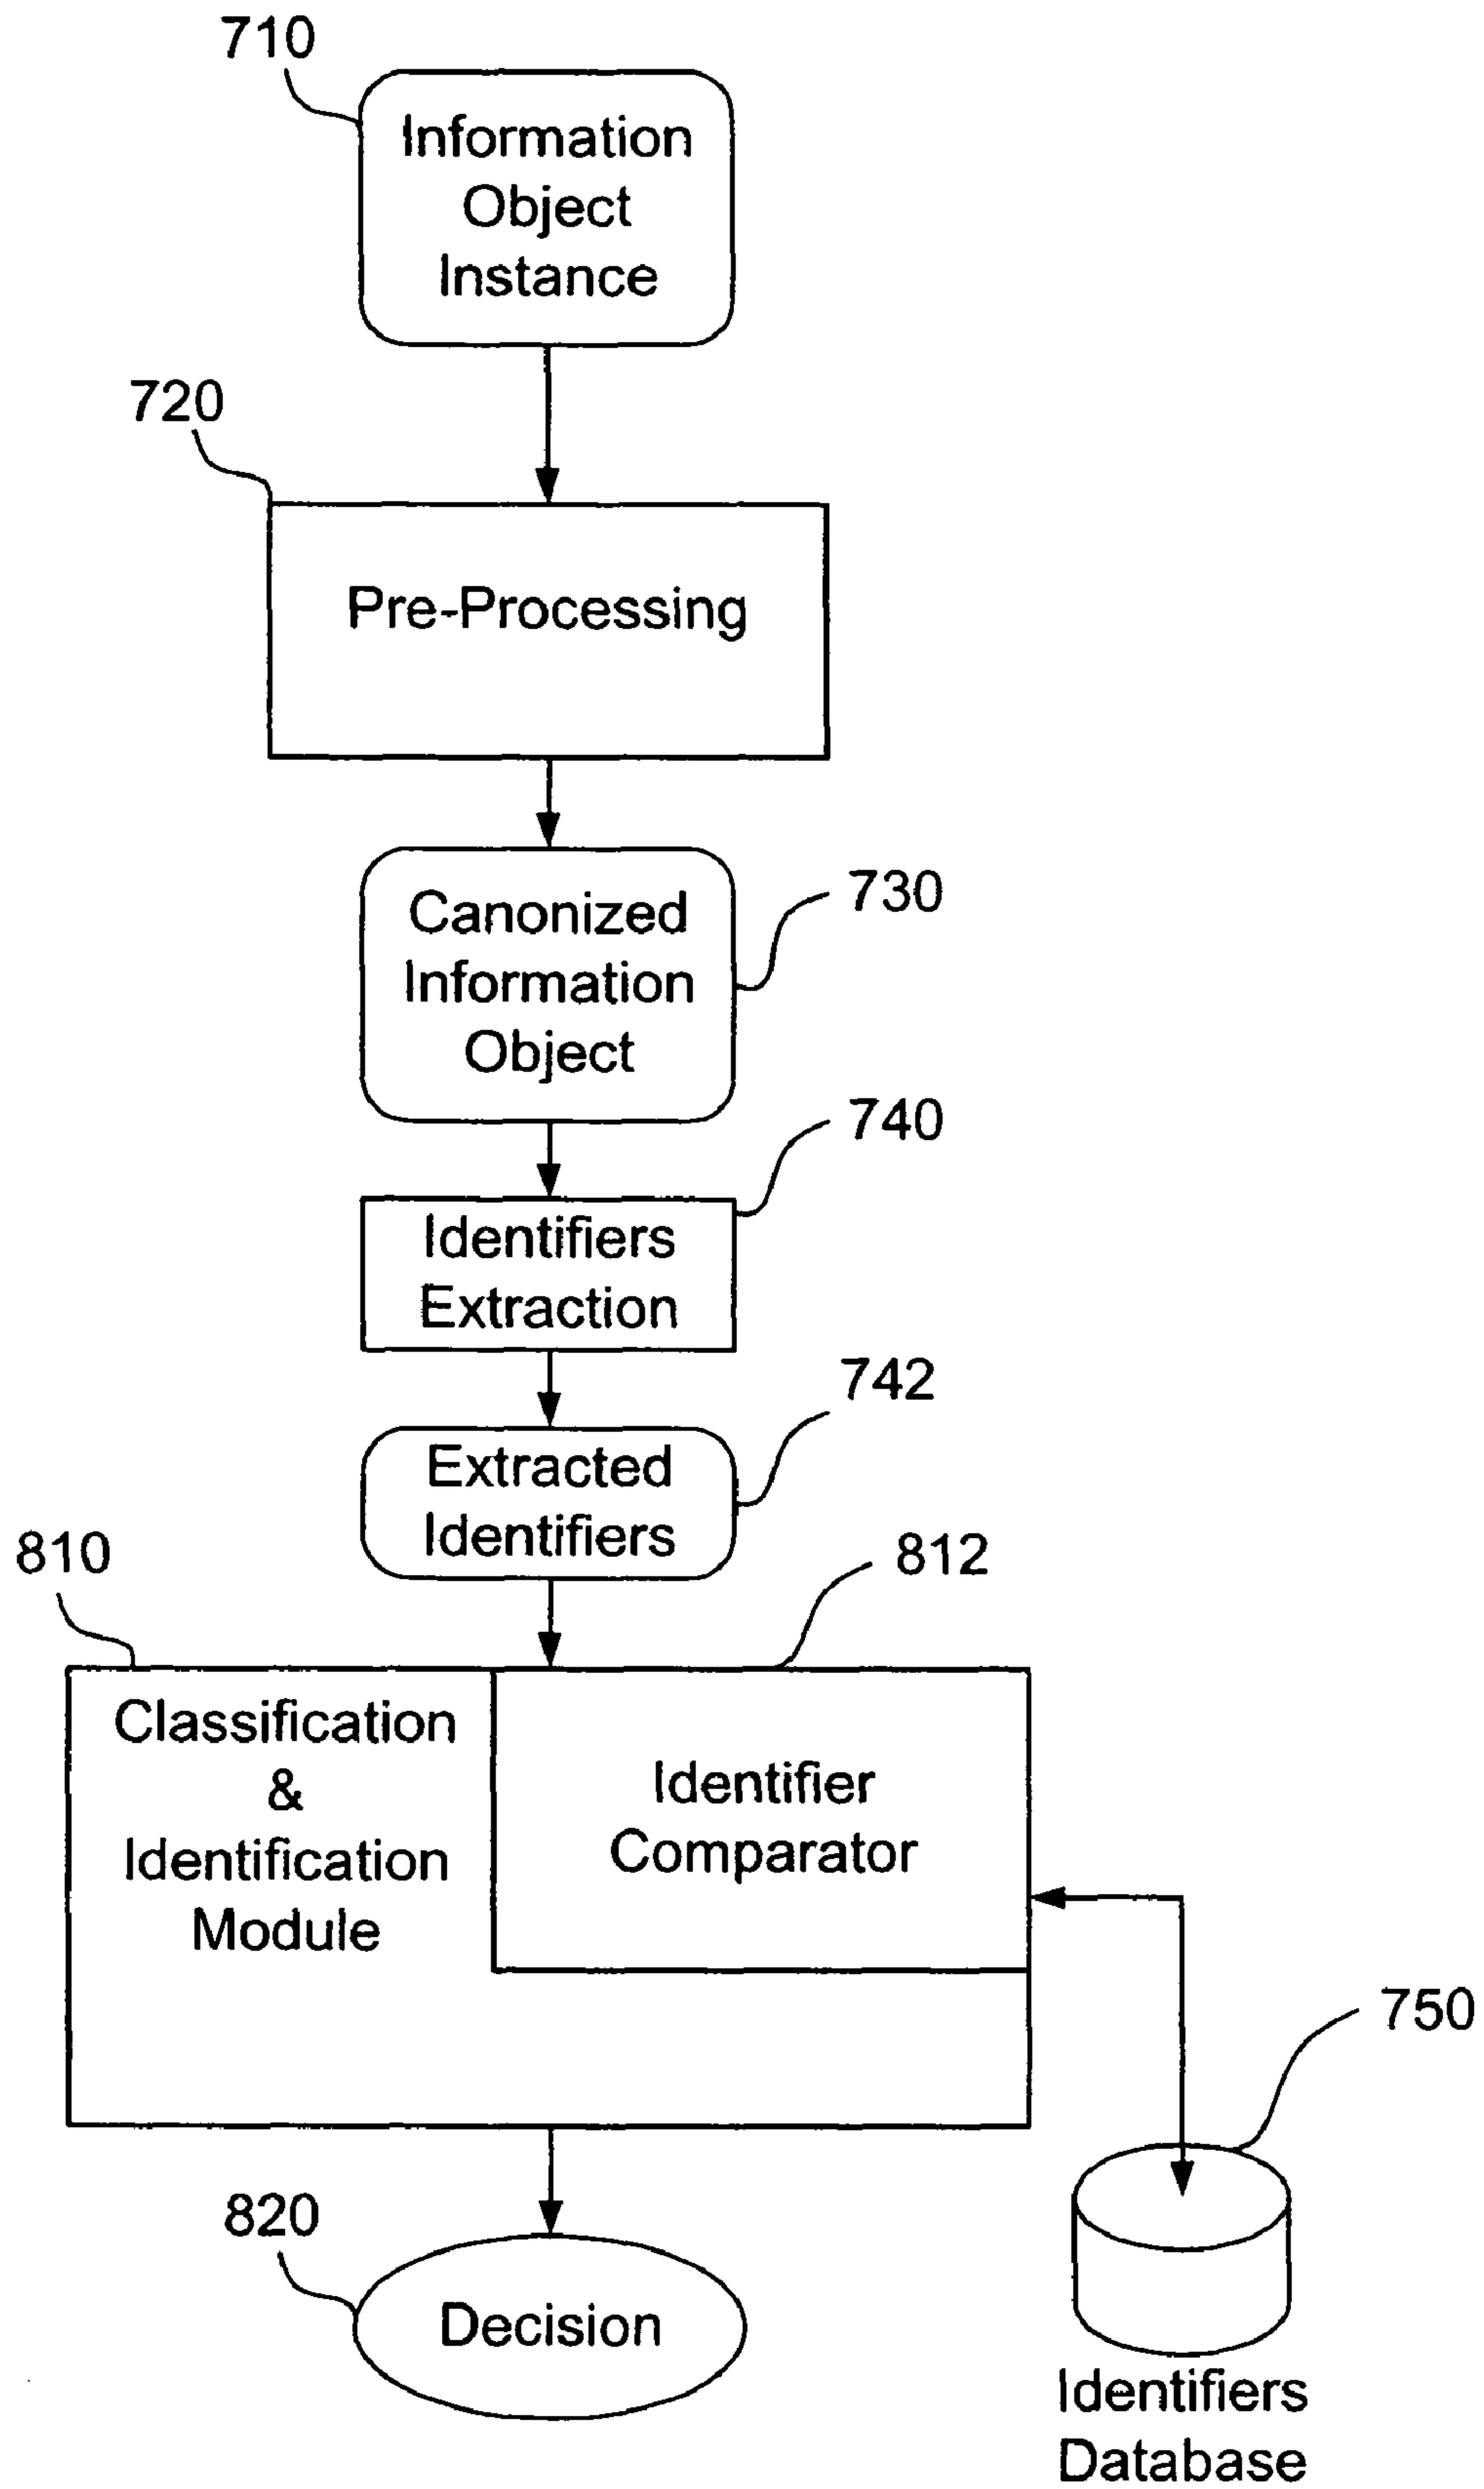 710
Information
Object
Instance
720
Pre-Processing
Canonized
Information
Object
730
740
Identifiers
Extraction
742
Extracted
Identifiers
810
812
Classification
&
Identification
Module
Identifier
Comparator
750
820
Decision
Identifiers
Database